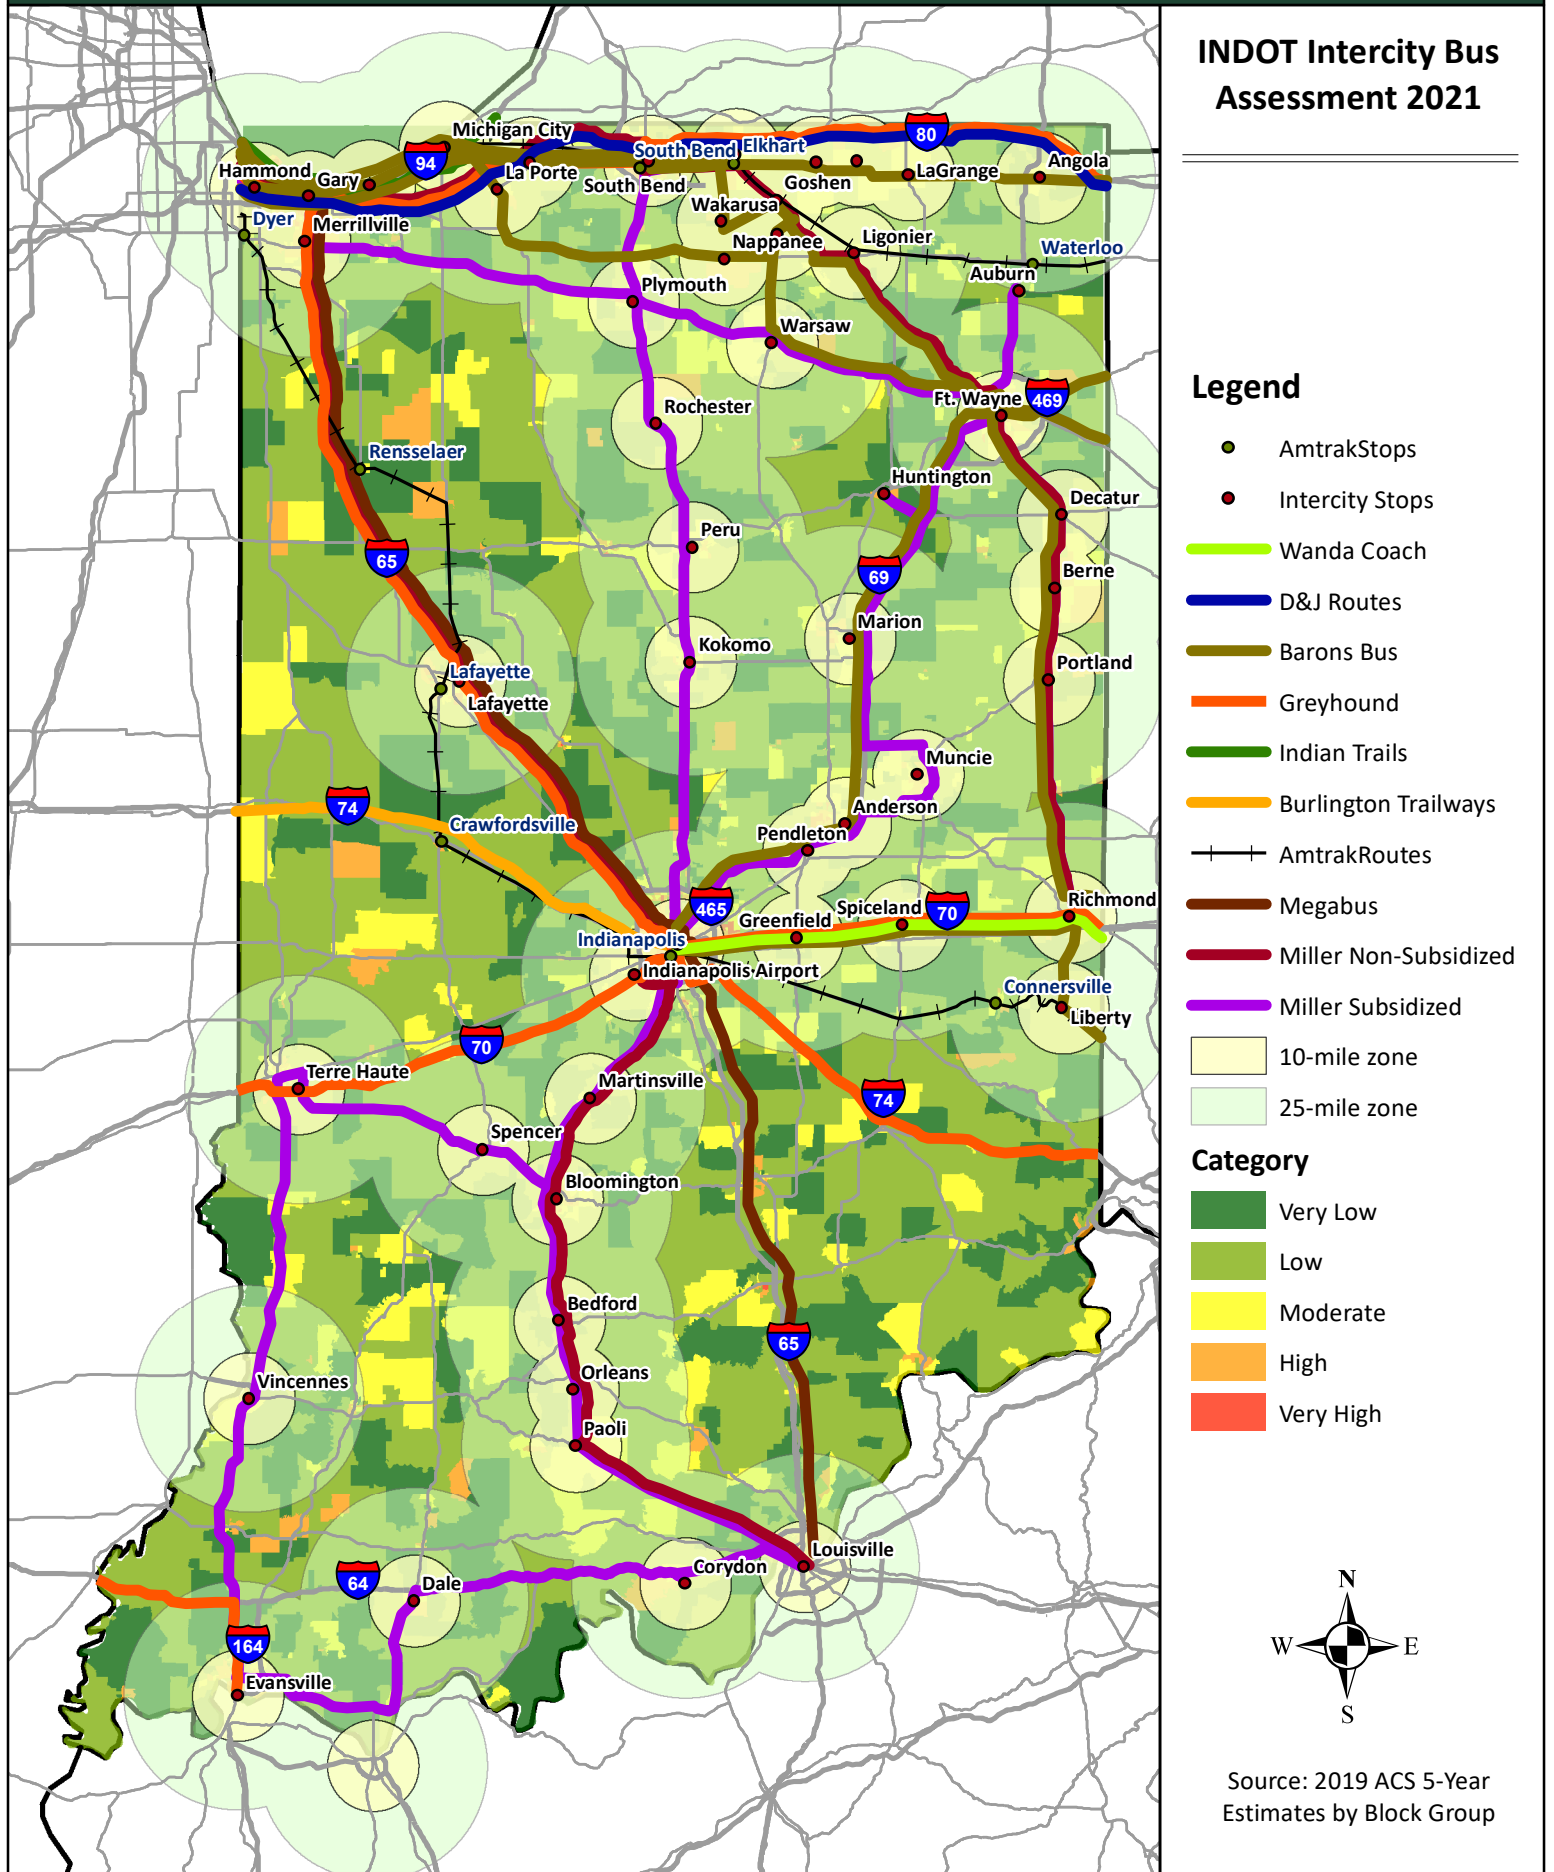 INDOT Intercity Bus
Assessment 2021
Legend
AmtrakStops
Intercity Stops
Wanda Coach
D&J Routes
Barons Bus
Greyhound
Indian Trails
Burlington Trailways
AmtrakRoutes
Megabus
Miller Non-Subsidized
Miller Subsidized
10-mile zone
25-mile zone
Category
Very Low
Low
Moderate
High
Very High
N
W
E
S
Source: 2019 ACS 5-Year
Estimates by Block Group
Michigan City
80
94
South Bend
Elkhart
Hammond
Gary
La Porte
South Bend
Goshen
LaGrange
Angola
Wakarusa
Dyer
Merrillville
Nappanee
Ligonier
Waterloo
Auburn
Plymouth
Warsaw
Ft. Wayne
469
Rochester
Rensselaer
Huntington
Decatur
Peru
65
69
Berne
Marion
Kokomo
Portland
Lafayette
Lafayette
Muncie
74
Anderson
Crawfordsville
Pendleton
465
Greenfield
Spiceland
70
Richmond
Indianapolis
Indianapolis Airport
Connersville
Liberty
70
Terre Haute
Martinsville
74
Spencer
Bloomington
Bedford
65
Orleans
Vincennes
Paoli
Louisville
64
Dale
Corydon
164
Evansville